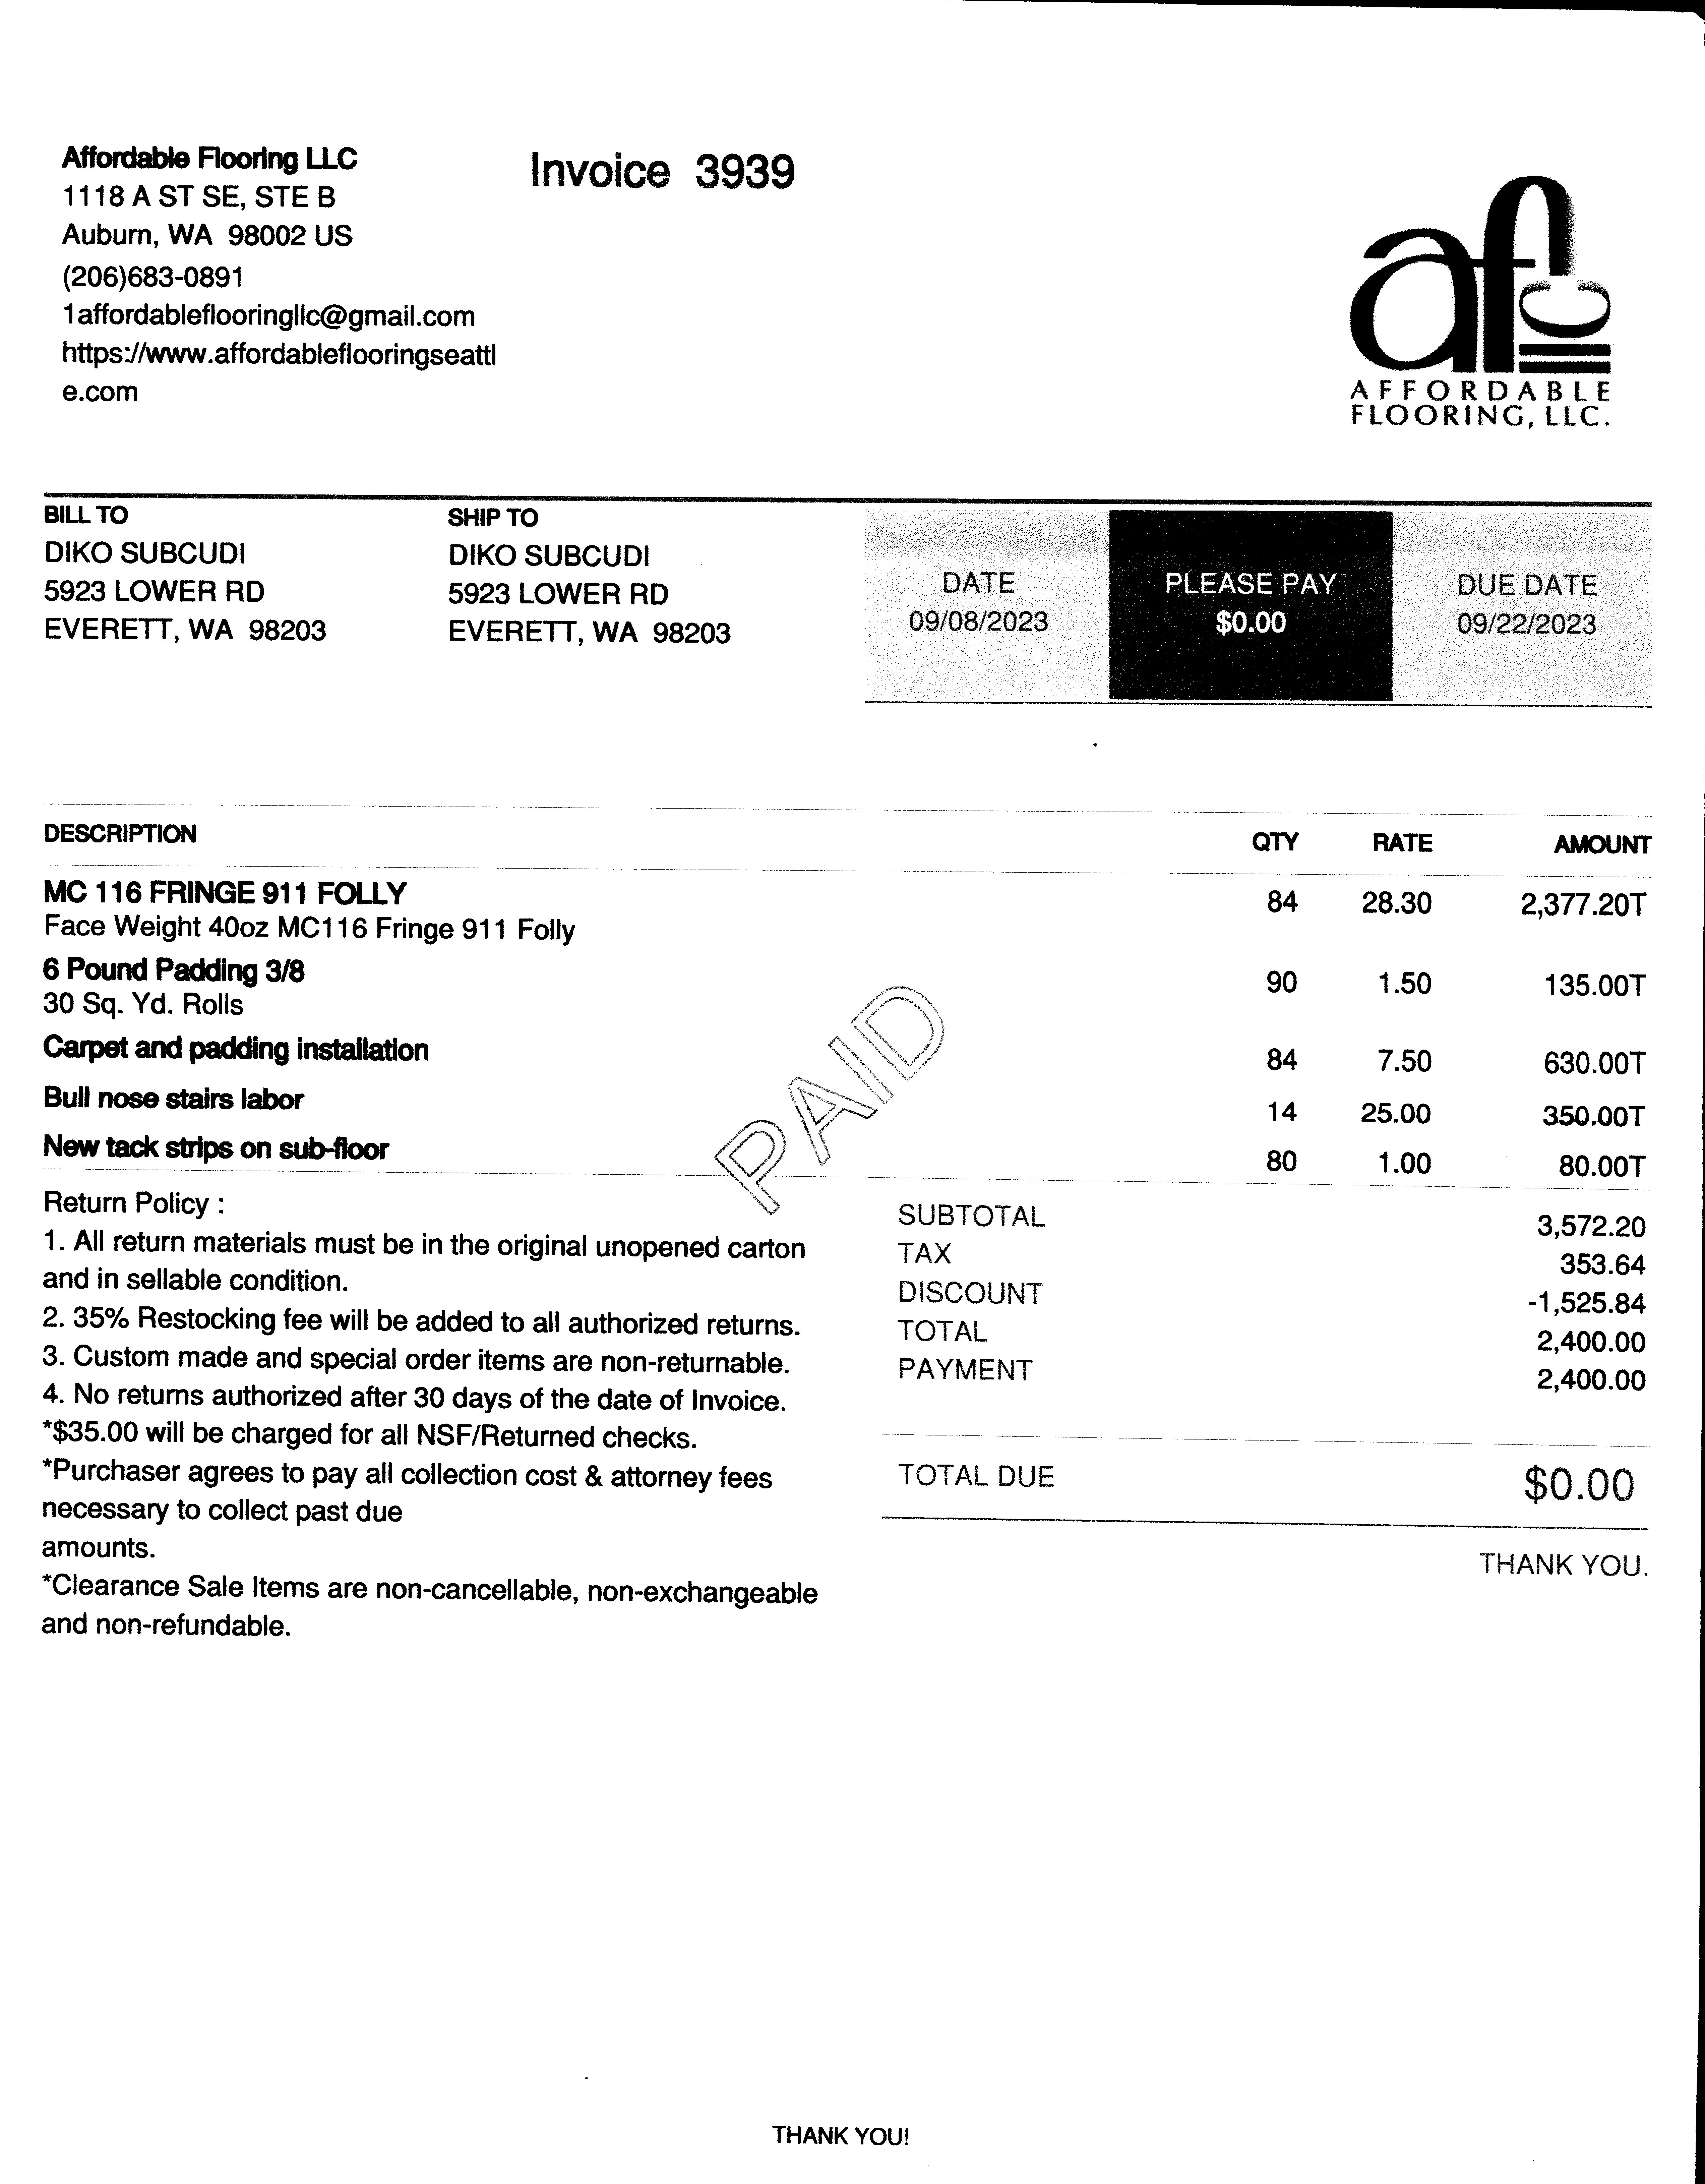 Affordable Flooring LLC
1118 A ST SE, STE B
Auburn, WA 98002 US
(206)683-0891
1affordableflooringllc@gmail.com
https://www.affordableflooringseattl
e.com
Invoice 3939
afllc
AFFORDABLE
FLOORING, LLC.
BILL TO
DIKO SUBCUDI
5923 LOWER RD
EVERETT, WA 98203
SHIP TO
DIKO SUBCUDI
5923 LOWER RD
EVERETT, WA 98203
DATE
09/08/2023
PLEASE PAY
$0.00
DUE DATE
09/22/2023
DESCRIPTION QTY RATE AMOUNT
MC 116 FRINGE 911 FOLLY 84 28.30 2,377.20T
Face Weight 40oz MC116 Fringe 911 Folly
6 Pound Padding 3/8 90 1.50 135.00T
30 Sq. Yd. Rolls
Carpet and padding installation 84 7.50 630.00T
Bull nose stairs labor 14 25.00 350.00T
New tack strips on sub-floor 80 1.00 80.00T
PAID
Return Policy :
1. All return materials must be in the original unopened carton
and in sellable condition.
2. 35% Restocking fee will be added to all authorized returns.
3. Custom made and special order items are non-returnable.
4. No returns authorized after 30 days of the date of Invoice.
*$35.00 will be charged for all NSF/Returned checks.
*Purchaser agrees to pay all collection cost & attorney fees
necessary to collect past due
amounts.
*Clearance Sale Items are non-cancellable, non-exchangeable
and non-refundable.
SUBTOTAL 3,572.20
TAX 353.64
DISCOUNT -1,525.84
TOTAL 2,400.00
PAYMENT 2,400.00
TOTAL DUE $0.00
THANK YOU.
THANK YOU!